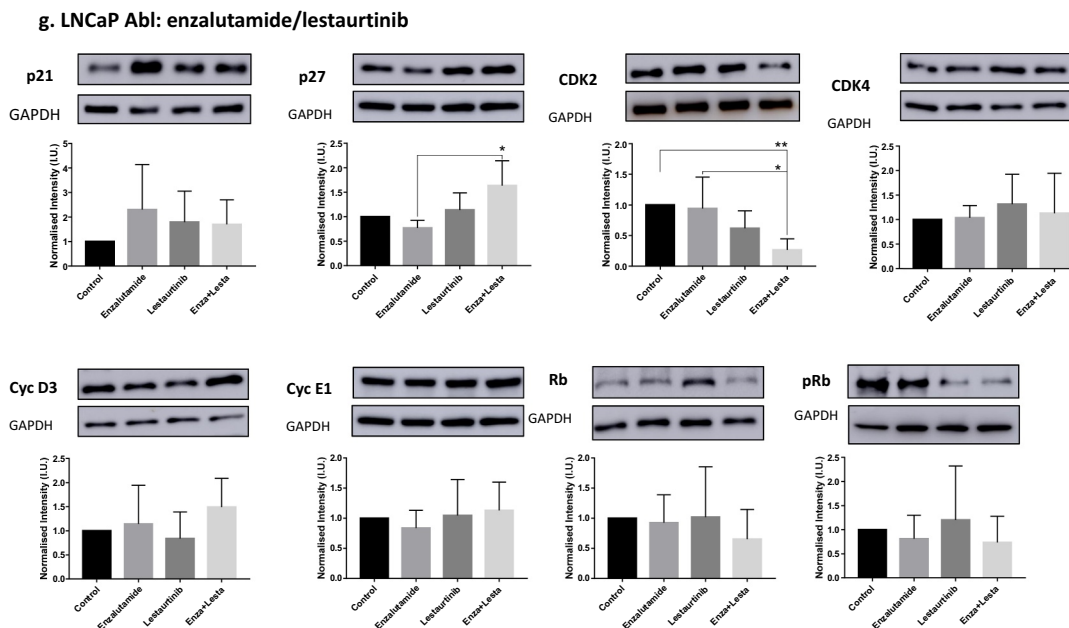 g. LNCaP Abl: enzalutamide/lestaurtinib
p21
GAPDH
Normalised Intensity (I.U.)
5
4
3
2
1
0
Control
Enzalutamide
Lestaurtinib
Enza+Lesta
p27
GAPDH
Normalised Intensity (I.U.)
2.5
2.0
1.5
1.0
0.5
0.0
*
Control
Enzalutamide
Lestaurtinib
Enza+Lesta
CDK2
GAPDH
Normalised Intensity (I.U.)
2.0
1.5
1.0
0.5
0.0
**
*
Control
Enzalutamide
Lestaurtinib
Enza+Lesta
CDK4
GAPDH
Normalised Intensity (I.U.)
2.5
2.0
1.5
1.0
0.5
0.0
Control
Enzalutamide
Lestaurtinib
Enza+Lesta
Cyc D3
GAPDH
Normalised Intensity (I.U.)
2.5
2.0
1.5
1.0
0.5
0.0
Control
Enzalutamide
Lestaurtinib
Enza+Lesta
Cyc E1
GAPDH
Normalised Intensity (I.U.)
2.5
2.0
1.5
1.0
0.5
0.0
Control
Enzalutamide
Lestaurtinib
Enza+Lesta
Rb
GAPDH
Normalised Intensity (I.U.)
2.0
1.5
1.0
0.5
0.0
Control
Enzalutamide
Lestaurtinib
Enza+Lesta
pRb
GAPDH
Normalised Intensity (I.U.)
2.5
2.0
1.5
1.0
0.5
0.0
Control
Enzalutamide
Lestaurtinib
Enza+Lesta